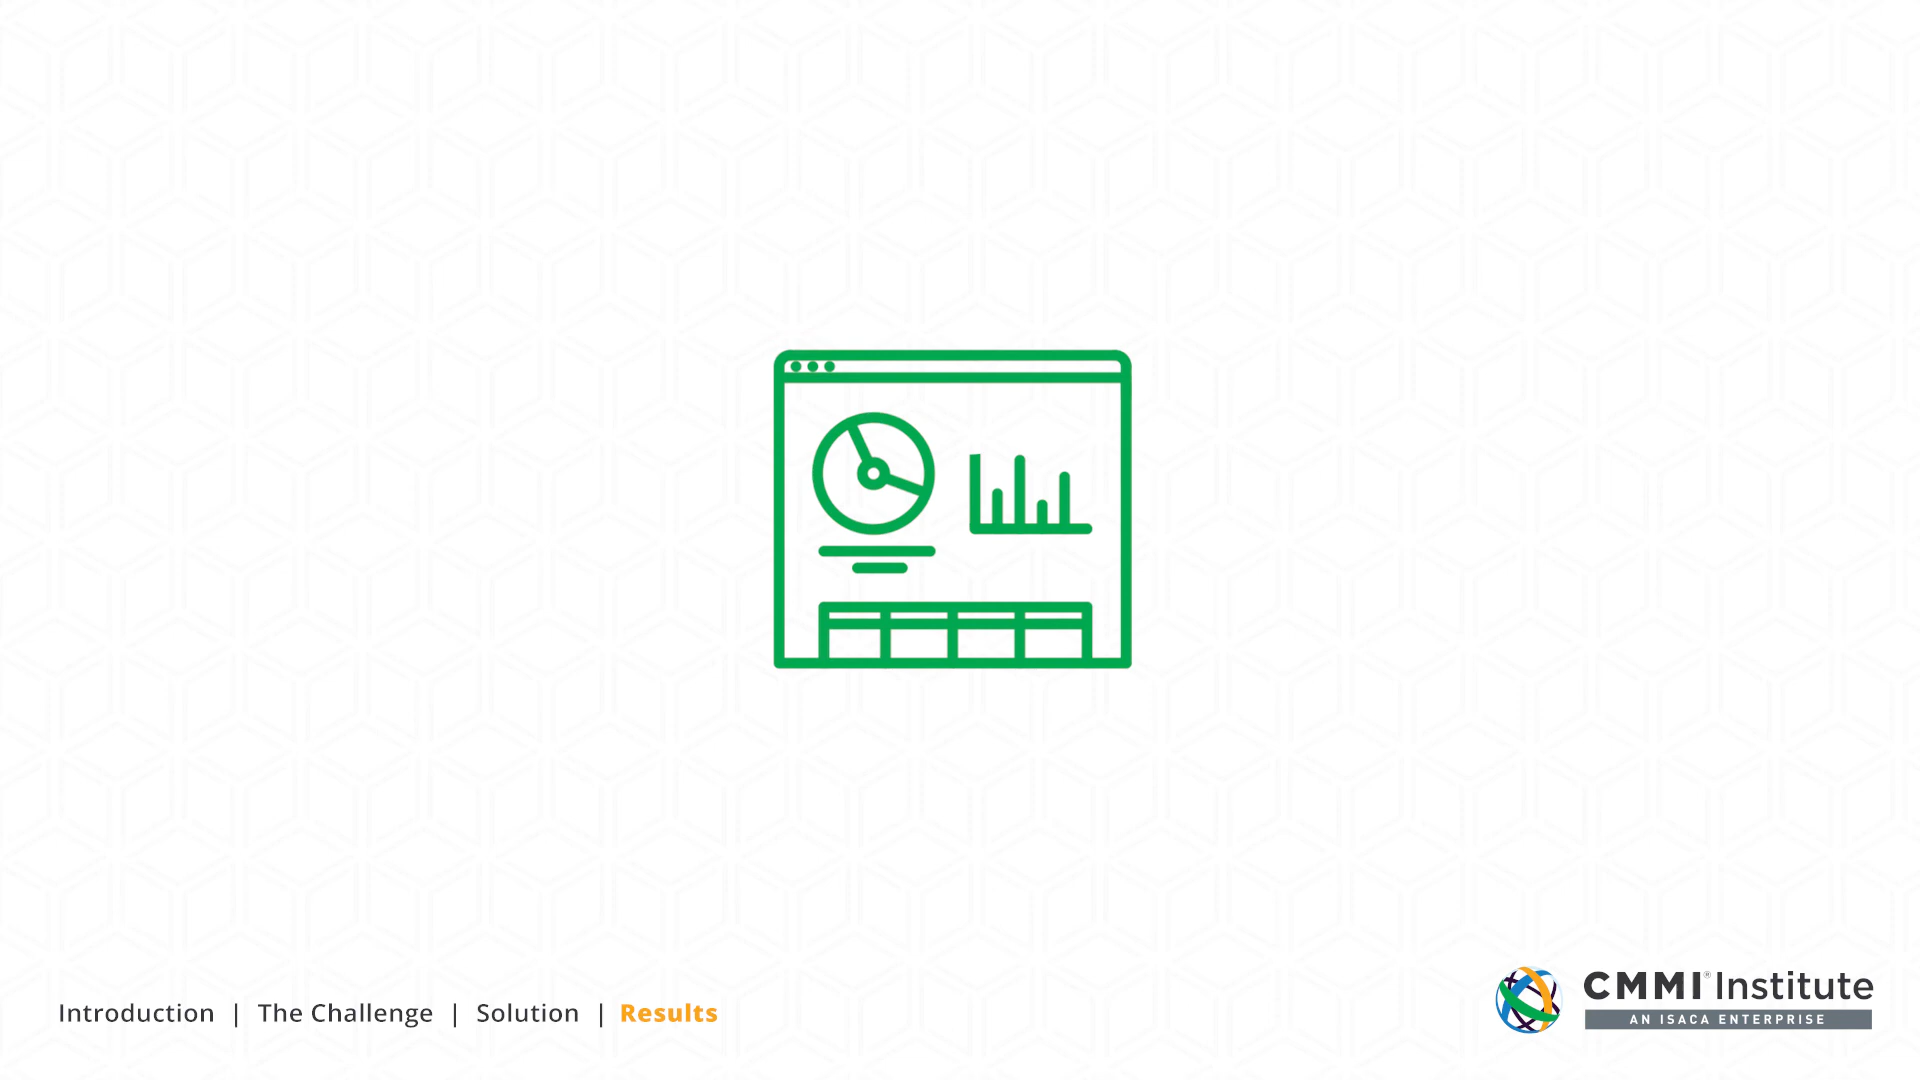 Introduction | The Challenge | Solution | Results
CMMI® Institute
AN ISACA ENTERPRISE